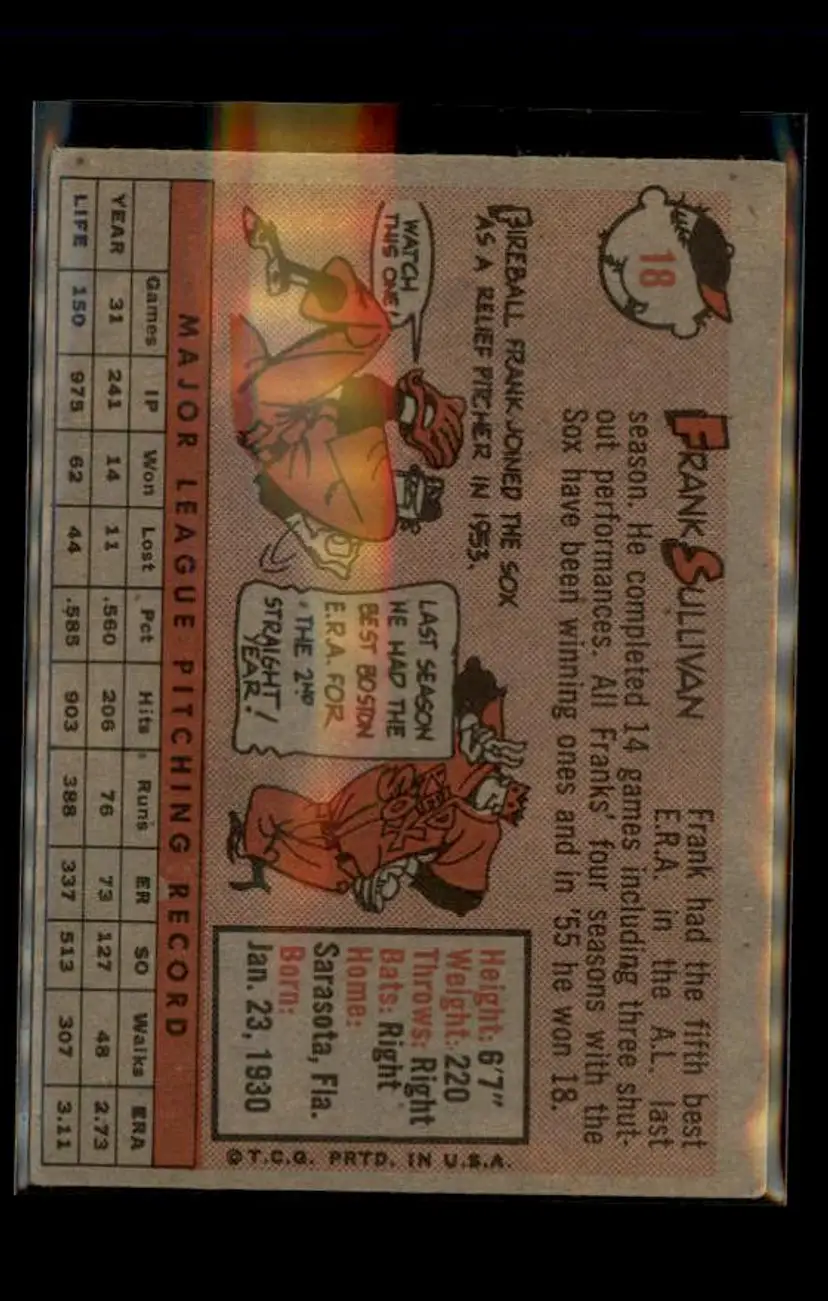 18
FRANK SULLIVAN
Frank had the fifth best
E.R.A. in the A.L. last
season. He completed 14 games including three shut-
out performances. All Franks' four seasons with the
Sox have been winning ones and in '55 he won 18.
FIREBALL FRANK JOINED THE SOX
AS A RELIEF PITCHER IN 1953.
WATCH
THIS ONE!
LAST SEASON
HE HAD THE
BEST BOSTON
E.R.A. FOR
THE 2ND
STRAIGHT
YEAR!
RED
SOX
Height: 6'7"
Weight: 220
Throws: Right
Bats: Right
Home:
Sarasota, Fla.
Born:
Jan. 23, 1930
©T.C.G. PRTD. IN U.S.A.
MAJOR LEAGUE PITCHING RECORD
Games IP Won Lost Pct Hits Runs ER SO Walks ERA
YEAR 31 241 14 11 .560 206 76 73 127 48 2.73
LIFE 150 975 62 44 .585 903 388 337 513 307 3.11